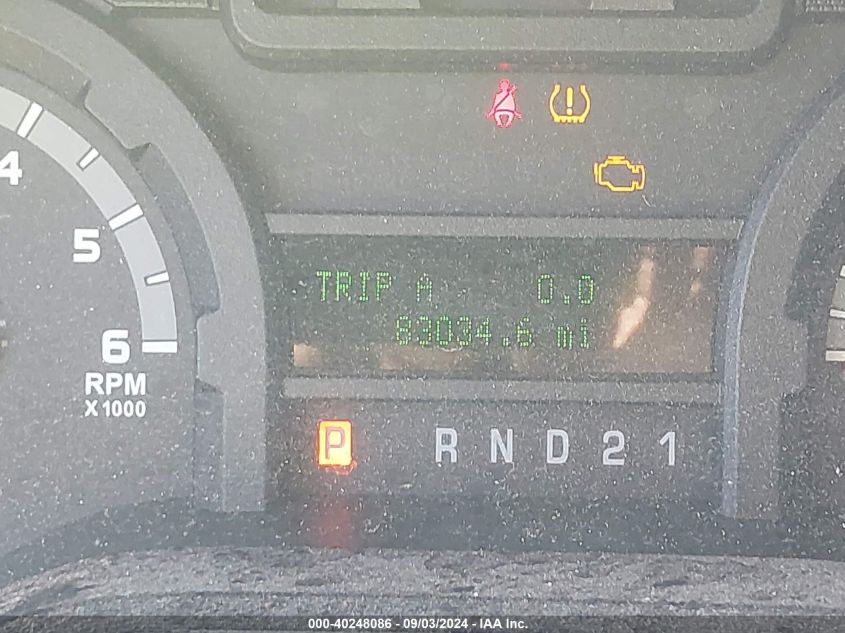 4
5
6
RPM
X 1000
TRIP A 0.0
83034.6 mi
P R N D 2 1
000-40248086 - 09/03/2024 - IAA Inc.